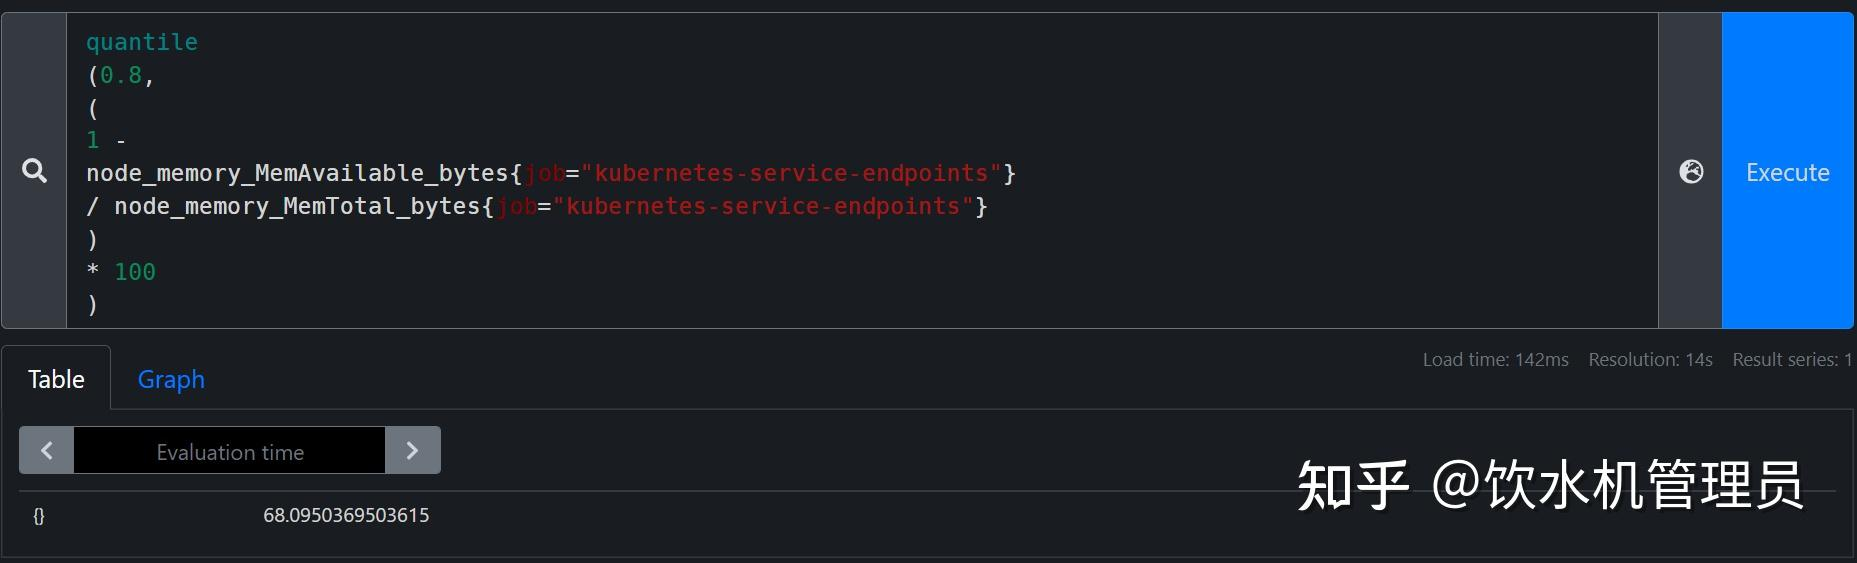 quantile
(0.8,
(
1 -
node_memory_MemAvailable_bytes{job="kubernetes-service-endpoints"}
/ node_memory_MemTotal_bytes{job="kubernetes-service-endpoints"}
)
* 100
)
Execute
Load time: 142ms Resolution: 14s Result series: 1
Table Graph
Evaluation time
{} 68.0950369503615
知乎 @饮水机管理员